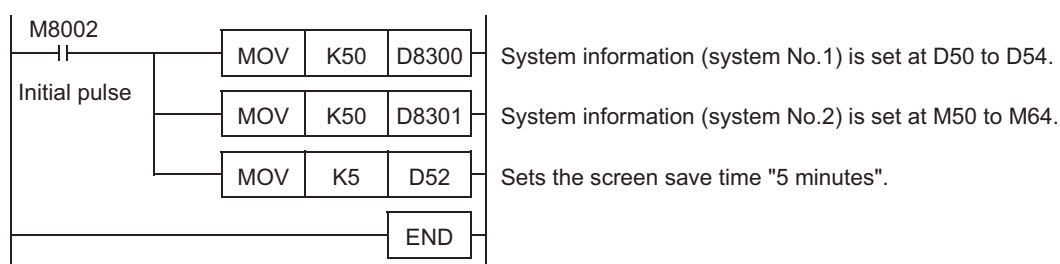 M8002
MOV K50 D8300 System information (system No.1) is set at D50 to D54.
Initial pulse
MOV K50 D8301 System information (system No.2) is set at M50 to M64.
MOV K5 D52 Sets the screen save time "5 minutes".
END